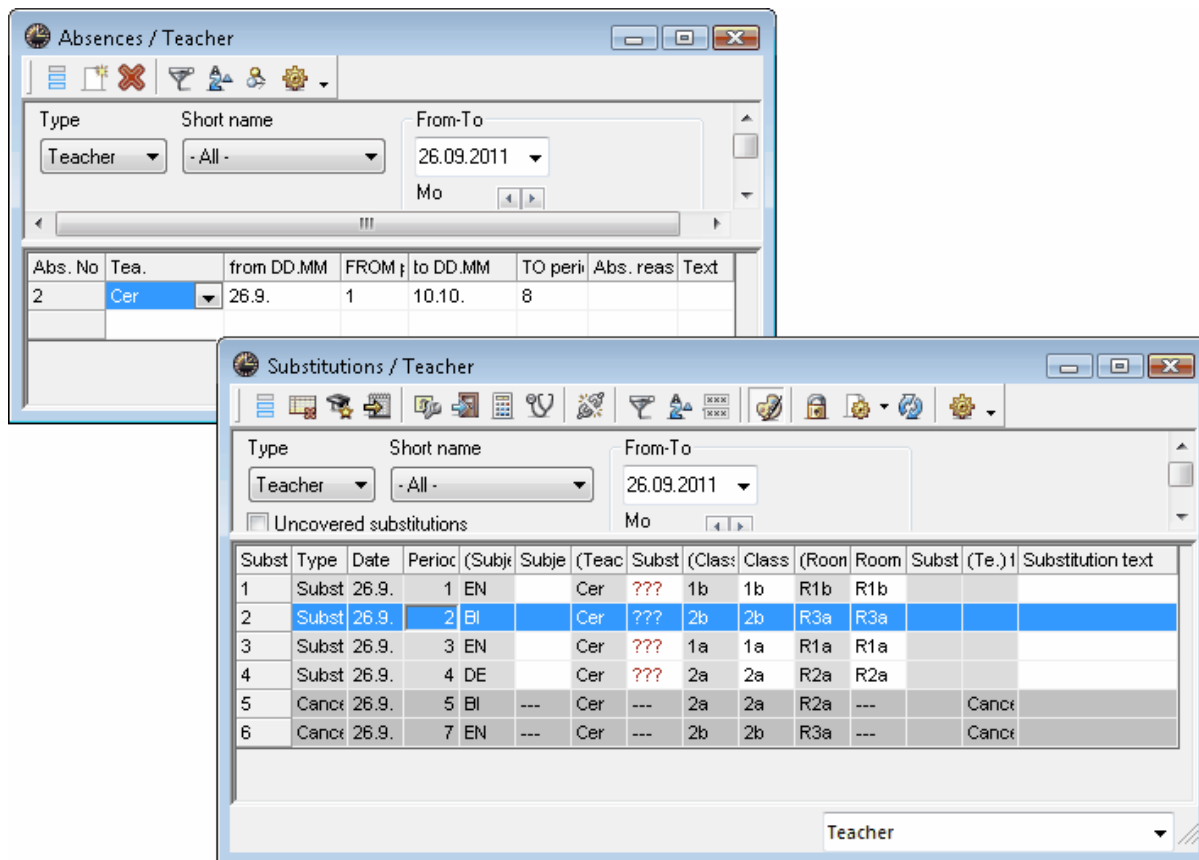 Absences / Teacher
Type Short name From-To
Teacher - All - 26.09.2011
Mo
Abs. No Tea. from DD.MM FROM p to DD.MM TO peri Abs. reas Text
2 Cer 26.9. 1 10.10. 8
Substitutions / Teacher
Type Short name From-To
Teacher - All - 26.09.2011
Uncovered substitutions Mo
Subst Type Date Period (Subje Subje (Teac Subst (Class Class (Roon Room Subst (Te.) t Substitution text
1 Subst 26.9. 1 EN Cer ??? 1b 1b R1b R1b
2 Subst 26.9. 2 BI Cer ??? 2b 2b R3a R3a
3 Subst 26.9. 3 EN Cer ??? 1a 1a R1a R1a
4 Subst 26.9. 4 DE Cer ??? 2a 2a R2a R2a
5 Cance 26.9. 5 BI --- Cer --- 2a 2a R2a --- Cance
6 Cance 26.9. 7 EN --- Cer --- 2b 2b R3a --- Cance
Teacher